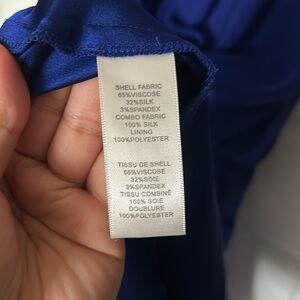 SHELL FABRIC
65%VISCOSE
32%SILK
3%SPANDEX
COMBO FABRIC
100% SILK
LINING
100%POLYESTER
TISSU DE SHELL
65%VISCOSE
32%SOIE
3%SPANDEX
TISSU COMBINÉ
100% SOIE
DOUBLURE
100%POLYESTER